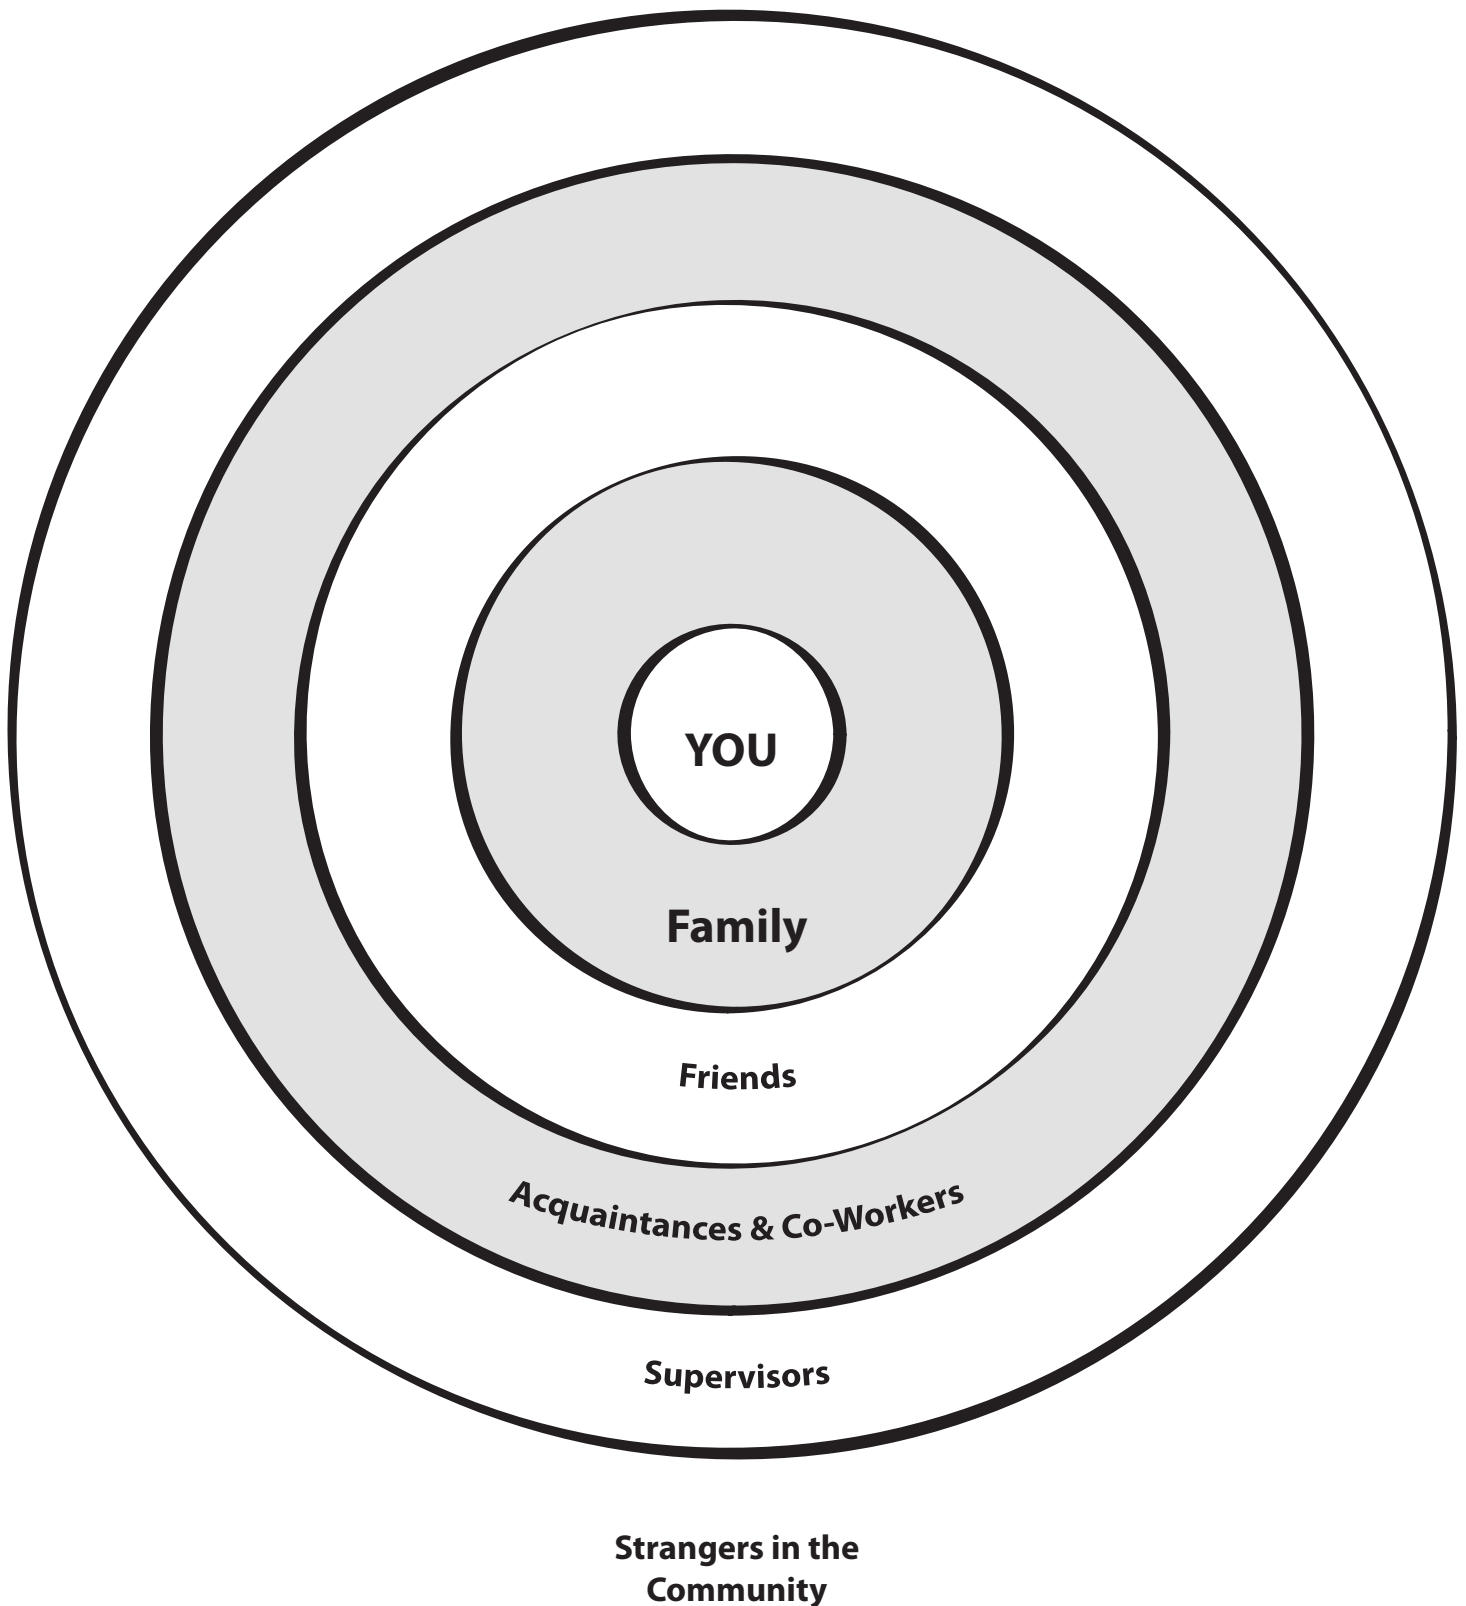 YOU
Family
Friends
Acquaintances & Co-Workers
Supervisors
Strangers in the
Community